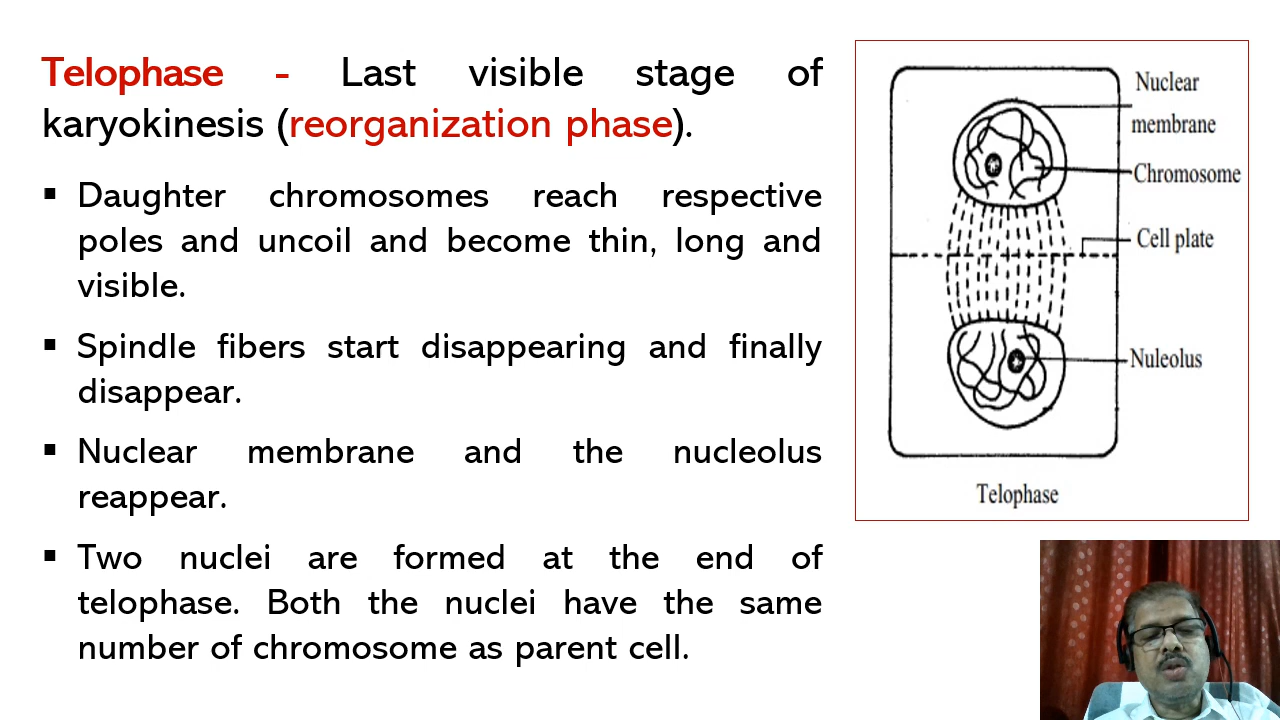 Telophase - Last visible stage of
karyokinesis (reorganization phase).
▪ Daughter chromosomes reach respective
poles and uncoil and become thin, long and
visible.
▪ Spindle fibers start disappearing and finally
disappear.
▪ Nuclear membrane and the nucleolus
reappear.
▪ Two nuclei are formed at the end of
telophase. Both the nuclei have the same
number of chromosome as parent cell.
Nuclear
membrane
Chromosome
Cell plate
Nuleolus
Telophase